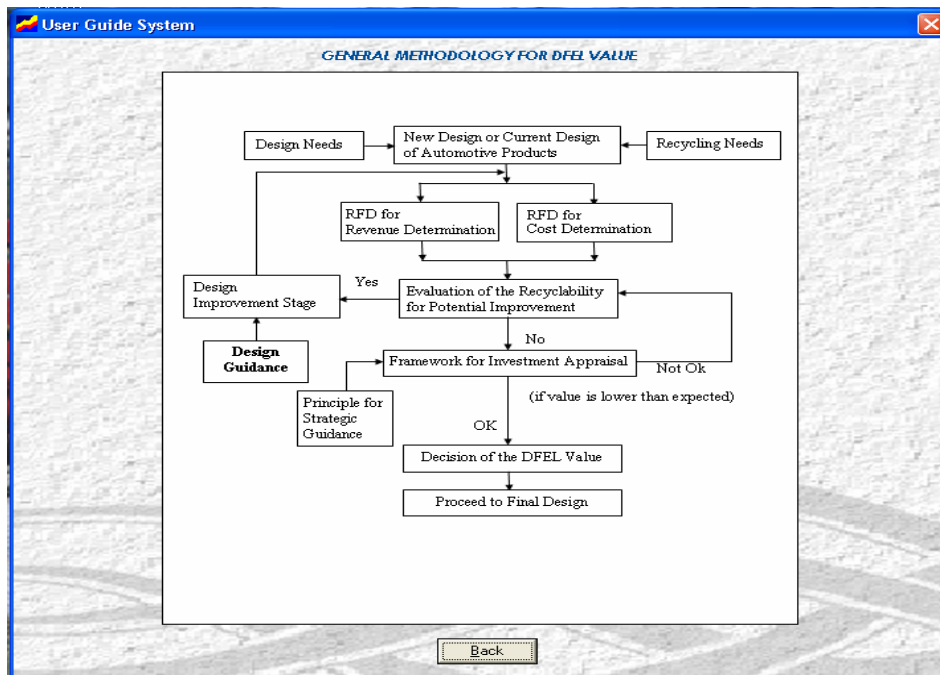 User Guide System
GENERAL METHODOLOGY FOR DFEL VALUE
Design Needs
New Design or Current Design
of Automotive Products
Recycling Needs
RFD for
Revenue Determination
RFD for
Cost Determination
Design
Improvement Stage
Yes
Evaluation of the Recyclability
for Potential Improvement
No
Design
Guidance
Framework for Investment Appraisal
Not Ok
(if value is lower than expected)
Principle for
Strategic
Guidance
OK
Decision of the DFEL Value
Proceed to Final Design
Back